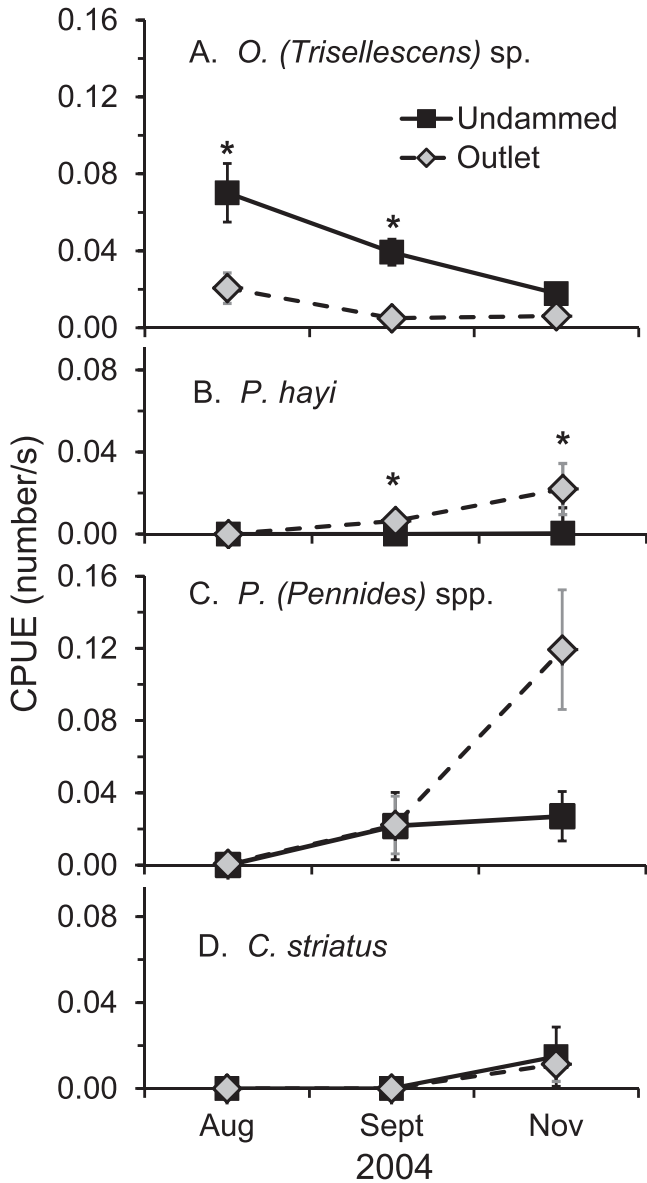 0.16
A. O. (Trisellescens) sp.
0.12
Undammed
Outlet
*
0.08
*
0.04
0.00
0.08
B. P. hayi
*
0.04
*
0.00
CPUE (number/s)
0.16
C. P. (Pennides) spp.
0.12
0.08
0.04
0.00
0.08
D. C. striatus
0.04
0.00
Aug Sept Nov
2004